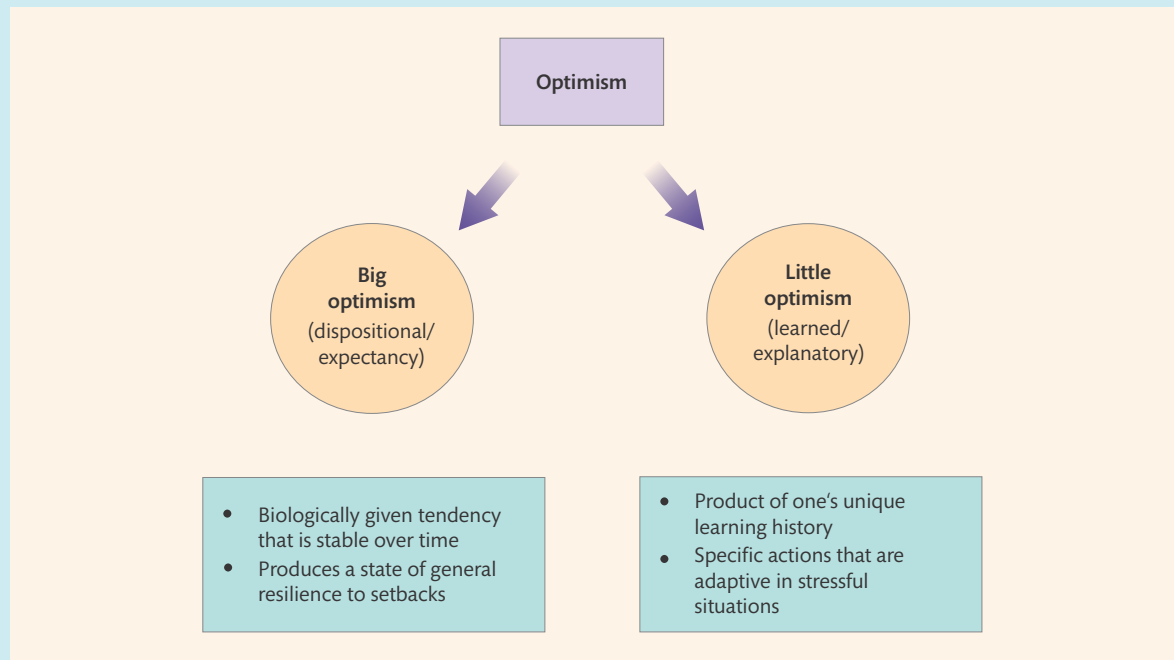 Optimism
Big
optimism
(dispositional/
expectancy)
Little
optimism
(learned/
explanatory)
• Biologically given tendency
that is stable over time
• Produces a state of general
resilience to setbacks
• Product of one’s unique
learning history
• Specific actions that are
adaptive in stressful
situations